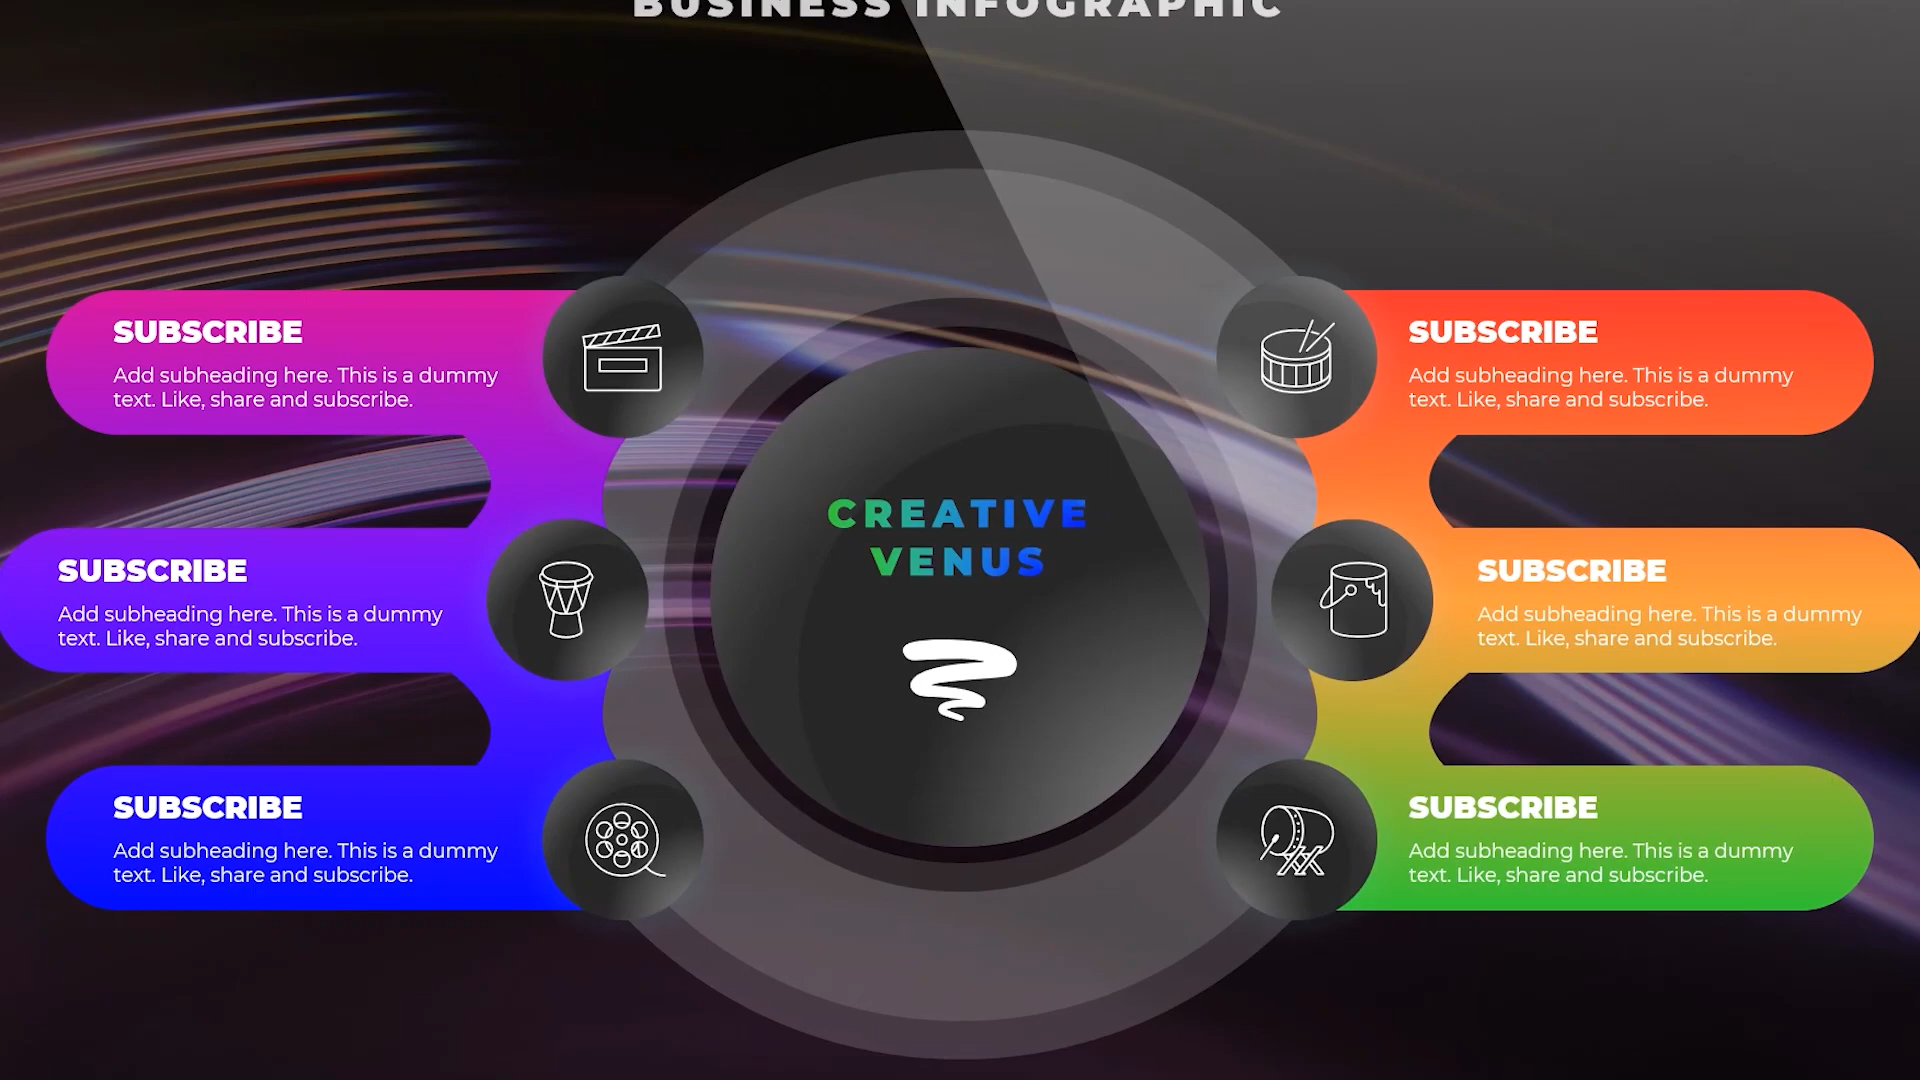 BUSINESS INFOGRAPHIC
SUBSCRIBE
Add subheading here. This is a dummy
text. Like, share and subscribe.
SUBSCRIBE
Add subheading here. This is a dummy
text. Like, share and subscribe.
SUBSCRIBE
Add subheading here. This is a dummy
text. Like, share and subscribe.
CREATIVE
VENUS
SUBSCRIBE
Add subheading here. This is a dummy
text. Like, share and subscribe.
SUBSCRIBE
Add subheading here. This is a dummy
text. Like, share and subscribe.
SUBSCRIBE
Add subheading here. This is a dummy
text. Like, share and subscribe.